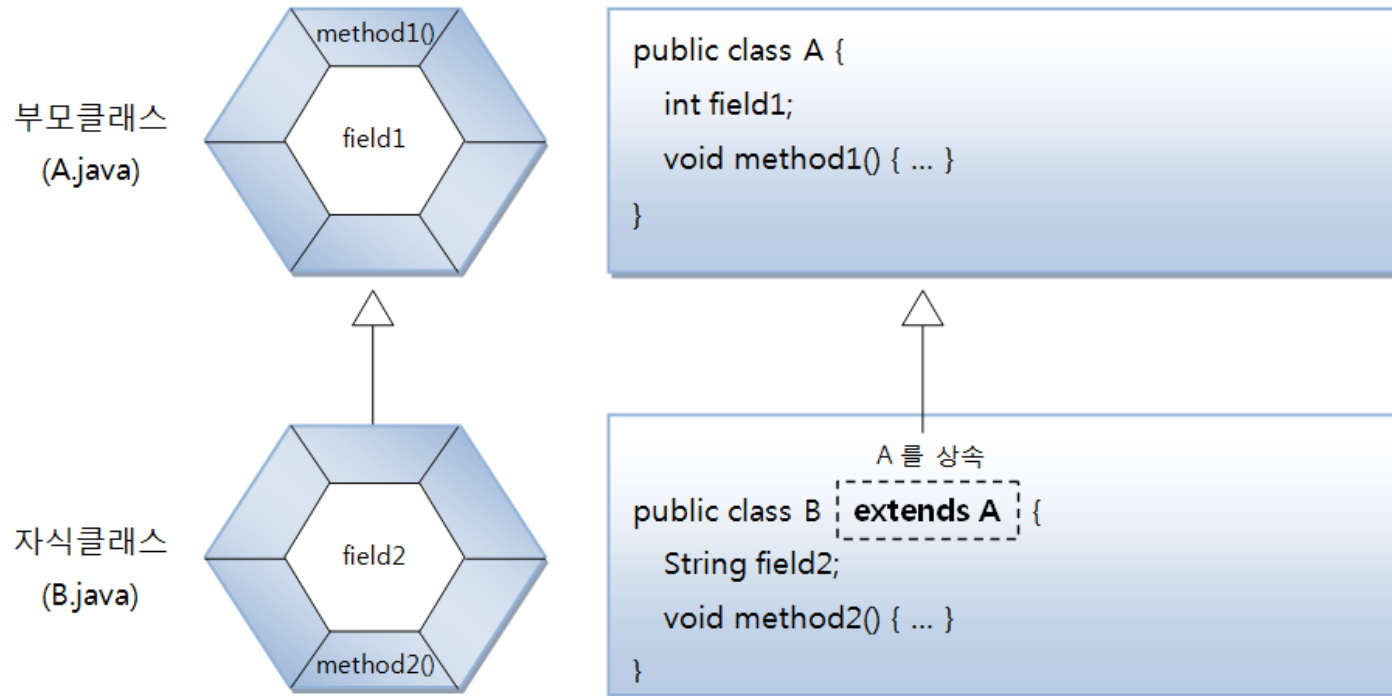 method1()
field1
부모클래스
(A.java)
public class A {
int field1;
void method1() { ... }
}
A 를 상속
public class B extends A {
String field2;
void method2() { ... }
}
자식클래스
(B.java)
field2
method2()